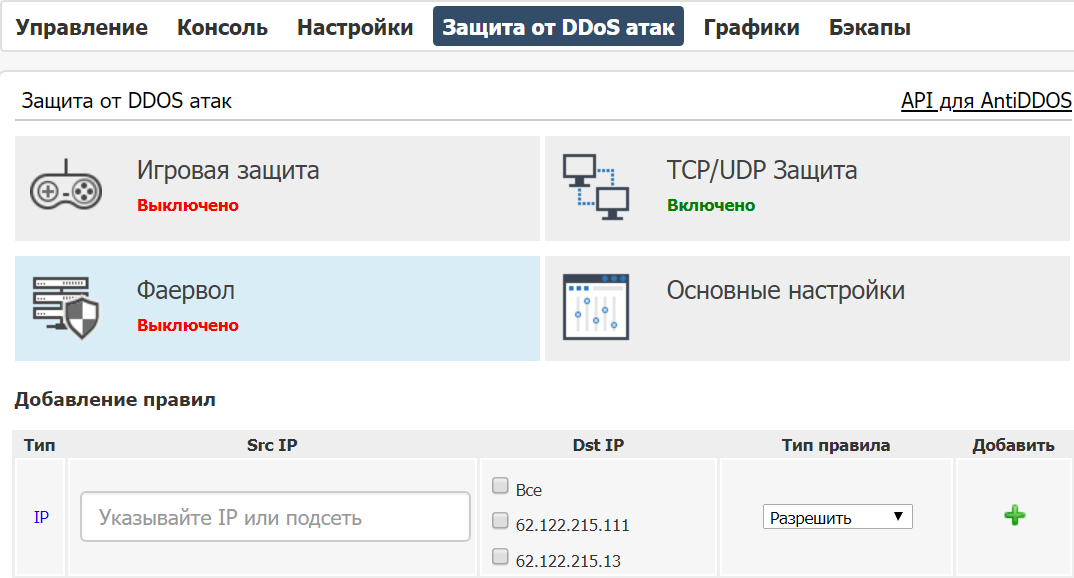 Управление Консоль Настройки Защита от DDoS атак Графики Бэкапы
Защита от DDOS атак API для AntiDDOS
Игровая защита TCP/UDP Защита
Выключено Включено
Фаервол Основные настройки
Выключено
Добавление правил
Тип Src IP Dst IP Тип правила Добавить
Все
IP Указывайте IP или подсеть 62.122.215.111 Разрешить
62.122.215.13